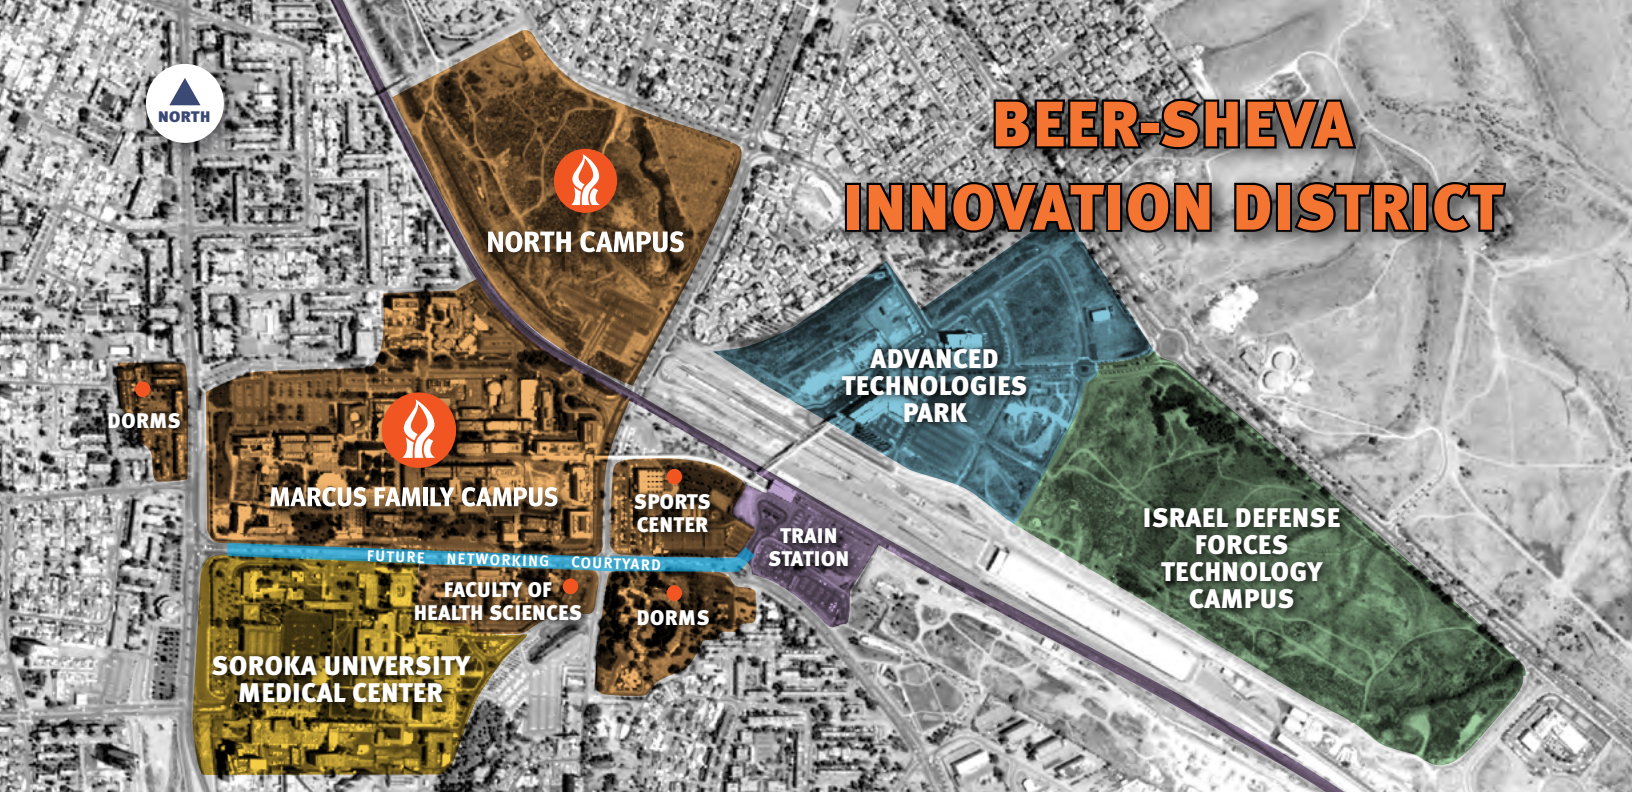 NORTH
BEER-SHEVA
INNOVATION DISTRICT
NORTH CAMPUS
ADVANCED
TECHNOLOGIES
PARK
DORMS
MARCUS FAMILY CAMPUS
SPORTS
CENTER
TRAIN
STATION
ISRAEL DEFENSE
FORCES
TECHNOLOGY
CAMPUS
FUTURE NETWORKING COURTYARD
FACULTY OF
HEALTH SCIENCES
DORMS
SOROKA UNIVERSITY
MEDICAL CENTER